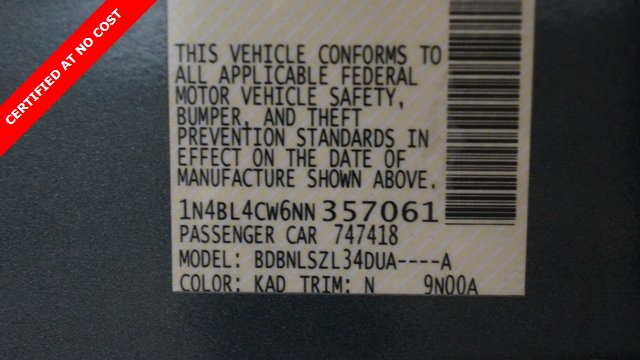 CERTIFIED AT NO COST
THIS VEHICLE CONFORMS TO
ALL APPLICABLE FEDERAL
MOTOR VEHICLE SAFETY,
BUMPER, AND THEFT
PREVENTION STANDARDS IN
EFFECT ON THE DATE OF
MANUFACTURE SHOWN ABOVE.
1N4BL4CW6NN357061
PASSENGER CAR 747418
MODEL: BDBNLSZL34DUA----A
COLOR: KAD TRIM: N 9N00A